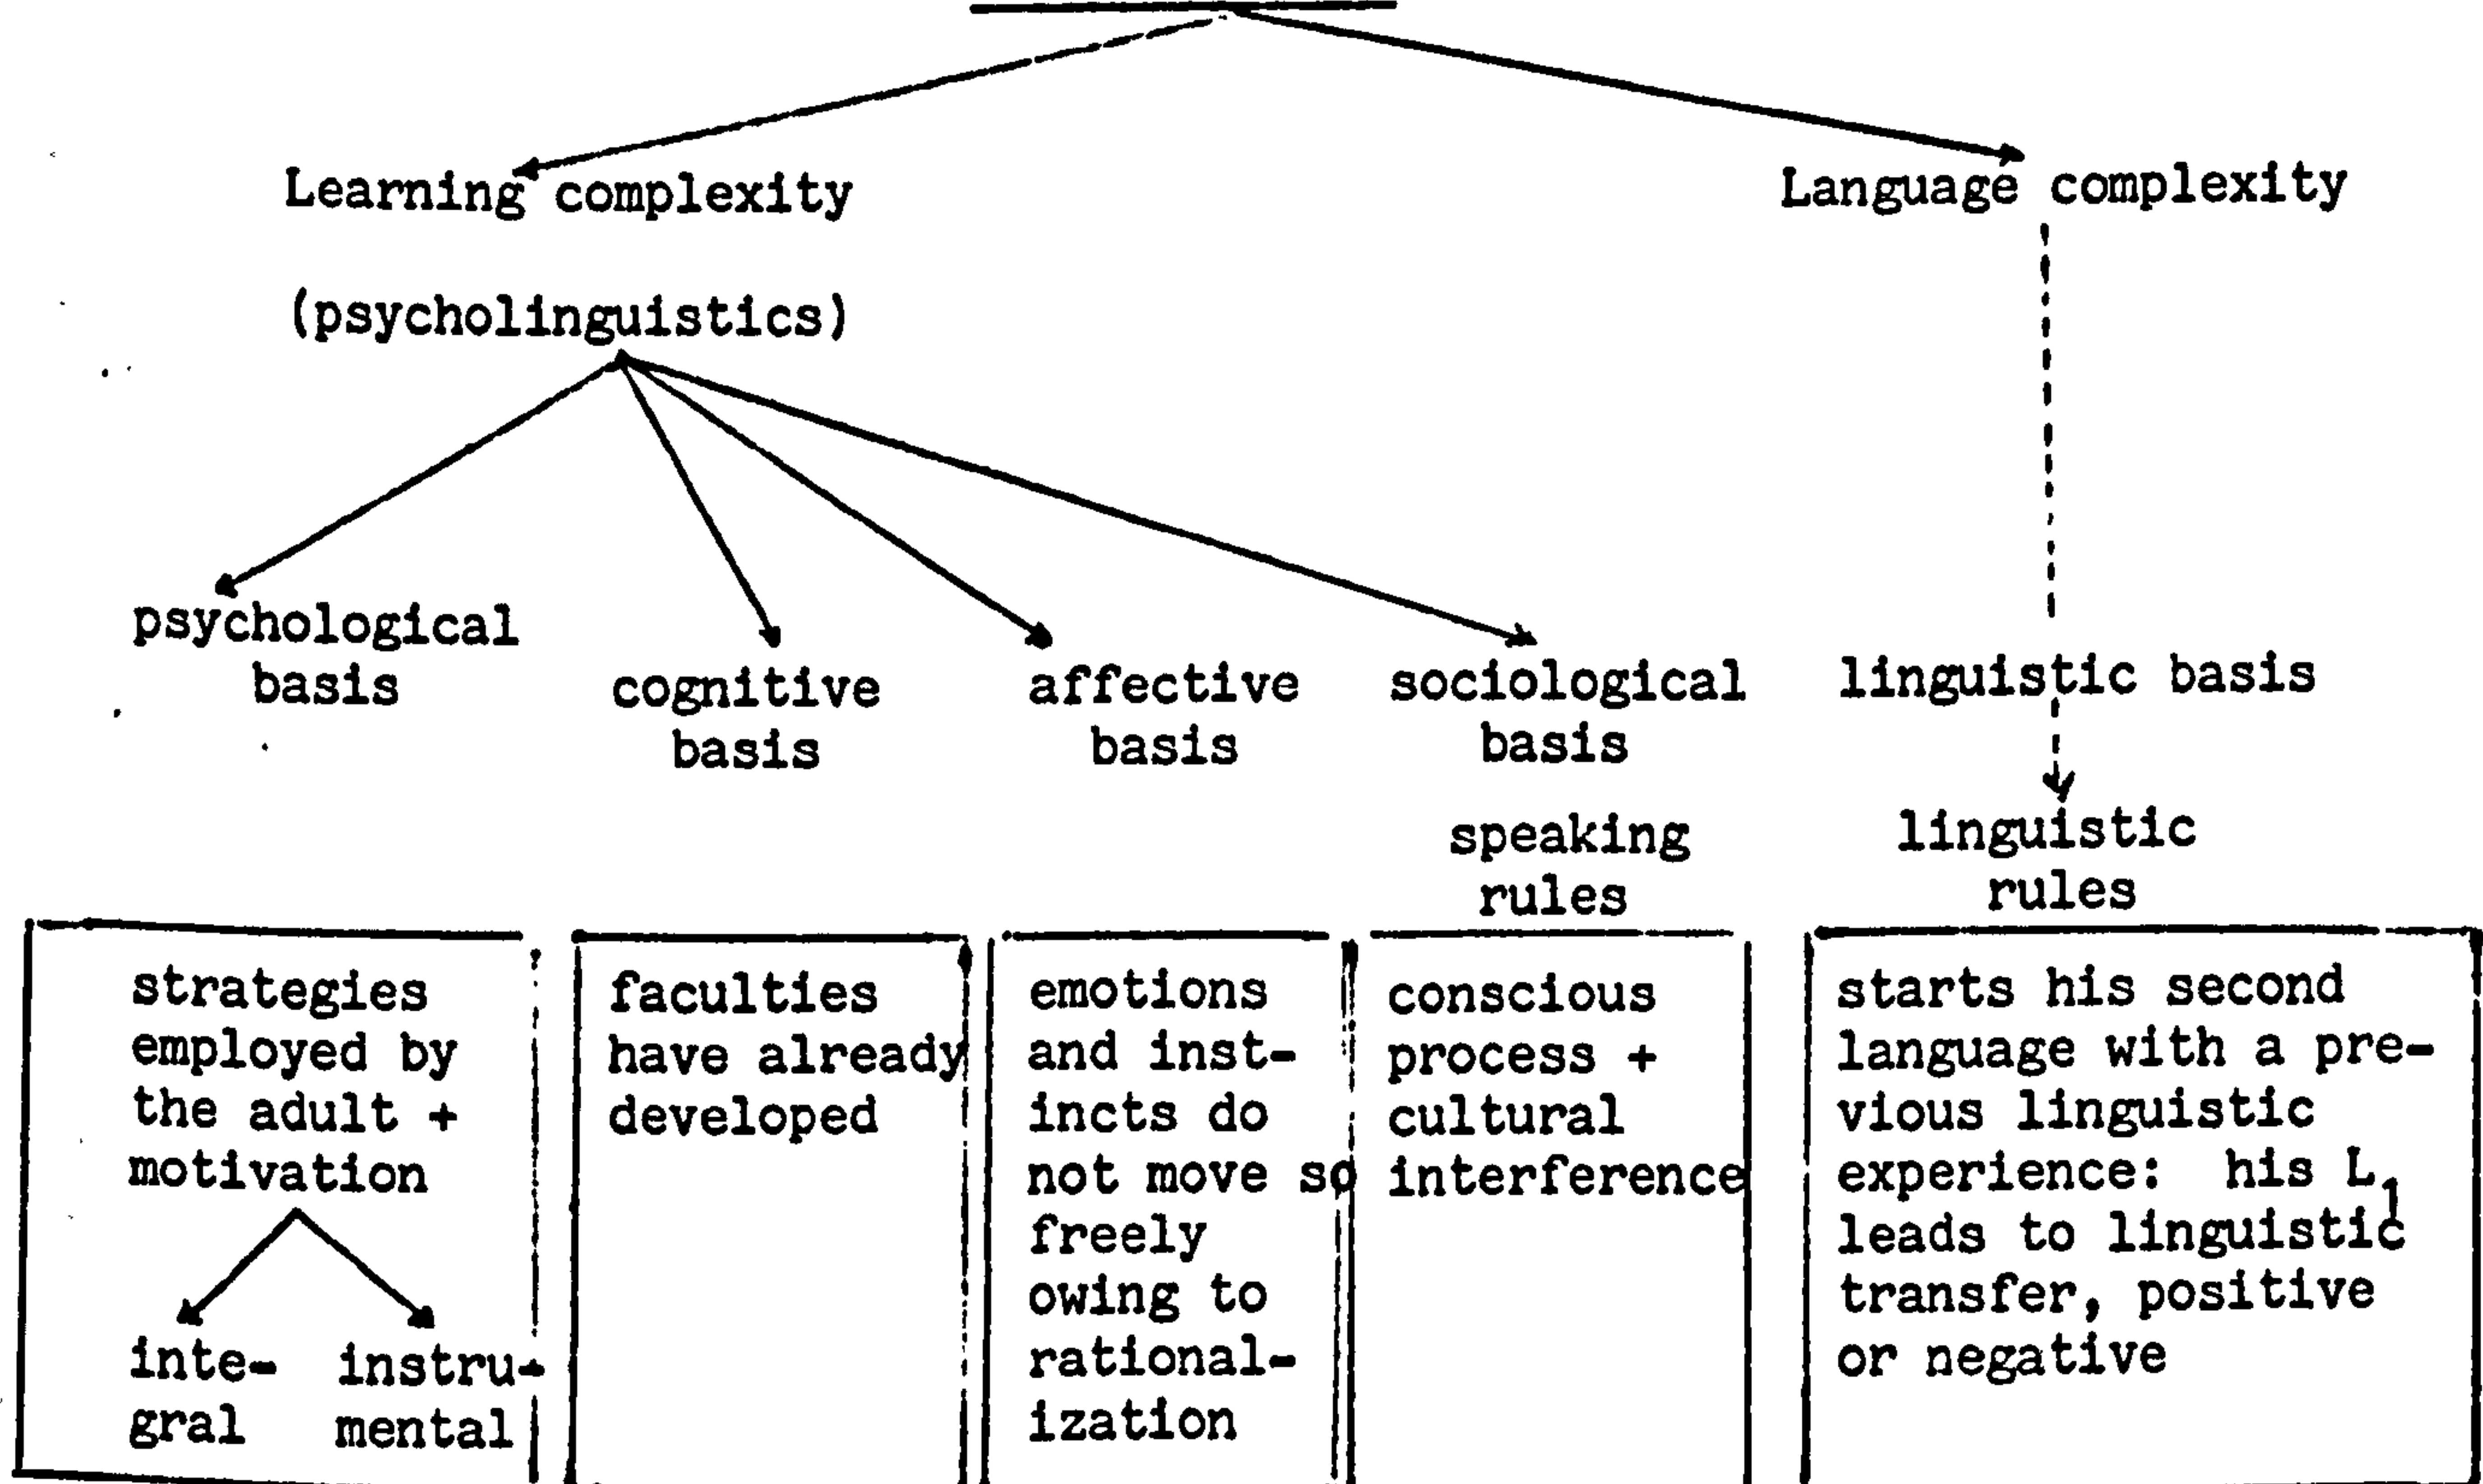 Learning complexity
Language complexity
(psycholinguistics)
psychological
basis
cognitive
basis
affective
basis
sociological
basis
linguistic basis
speaking
rules
linguistic
rules
strategies
employed by
the adult +
motivation
inte-
gral
instru-
mental
faculties
have already
developed
emotions
and inst-
incts do
not move so
freely
owing to
rational-
ization
conscious
process +
cultural
interference
starts his second
language with a pre-
vious linguistic
experience: his L1
leads to linguistic
transfer, positive
or negative